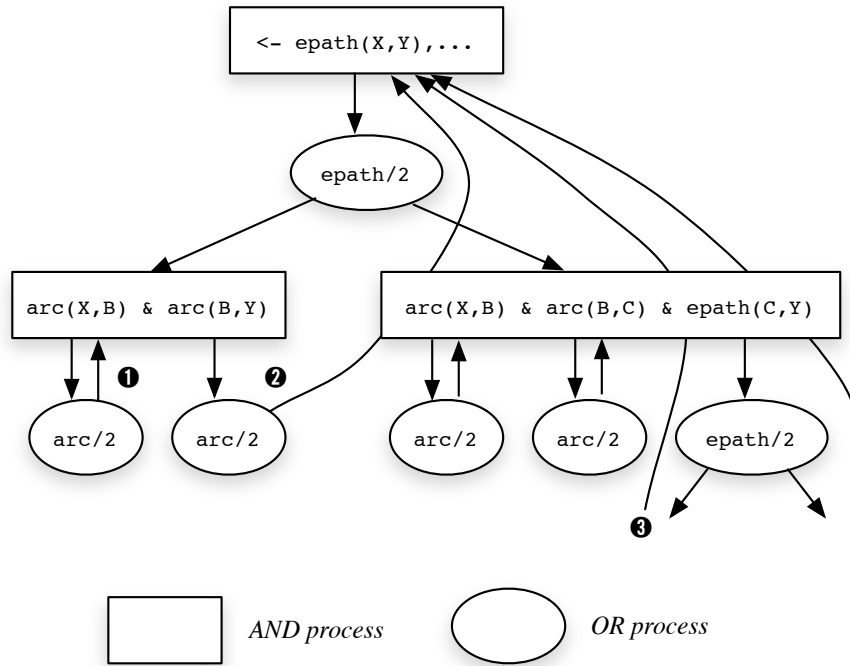 <- epath(X,Y),...
epath/2
arc(X,B) & arc(B,Y)
arc(X,B) & arc(B,C) & epath(C,Y)
❶
❷
arc/2
arc/2
arc/2
arc/2
epath/2
❸
AND process
OR process